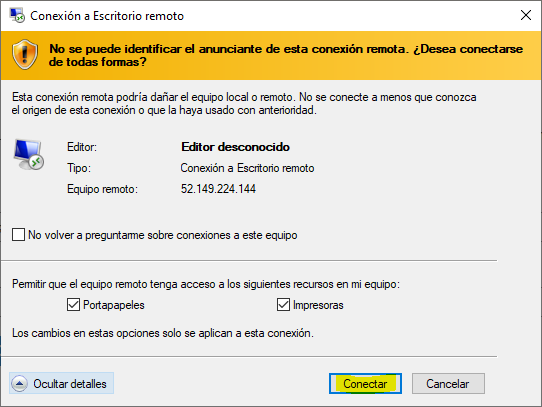 Conexión a Escritorio remoto
No se puede identificar el anunciante de esta conexión remota. ¿Desea conectarse
de todas formas?
Esta conexión remota podría dañar el equipo local o remoto. No se conecte a menos que conozca
el origen de esta conexión o que la haya usado con anterioridad.
Editor: Editor desconocido
Tipo: Conexión a Escritorio remoto
Equipo remoto: 52.149.224.144
No volver a preguntarme sobre conexiones a este equipo
Permitir que el equipo remoto tenga acceso a los siguientes recursos en mi equipo:
Portapapeles Impresoras
Los cambios en estas opciones solo se aplican a esta conexión.
Ocultar detalles Conectar Cancelar